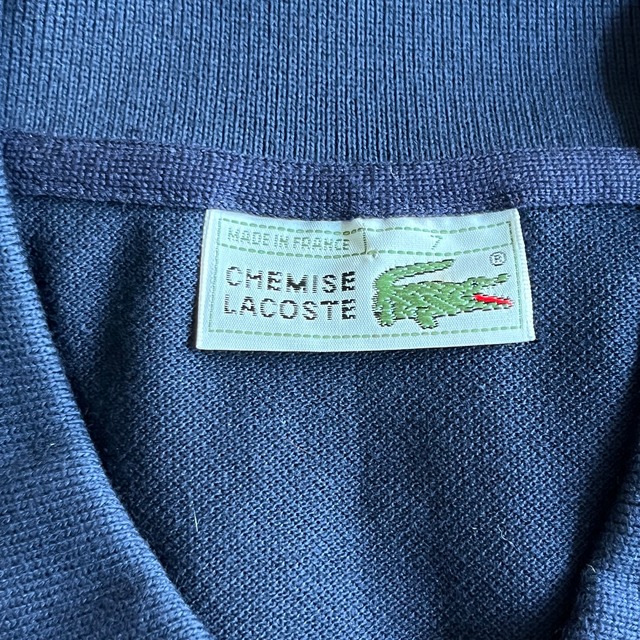 MADE IN FRANCE 7
CHEMISE
LACOSTE
®